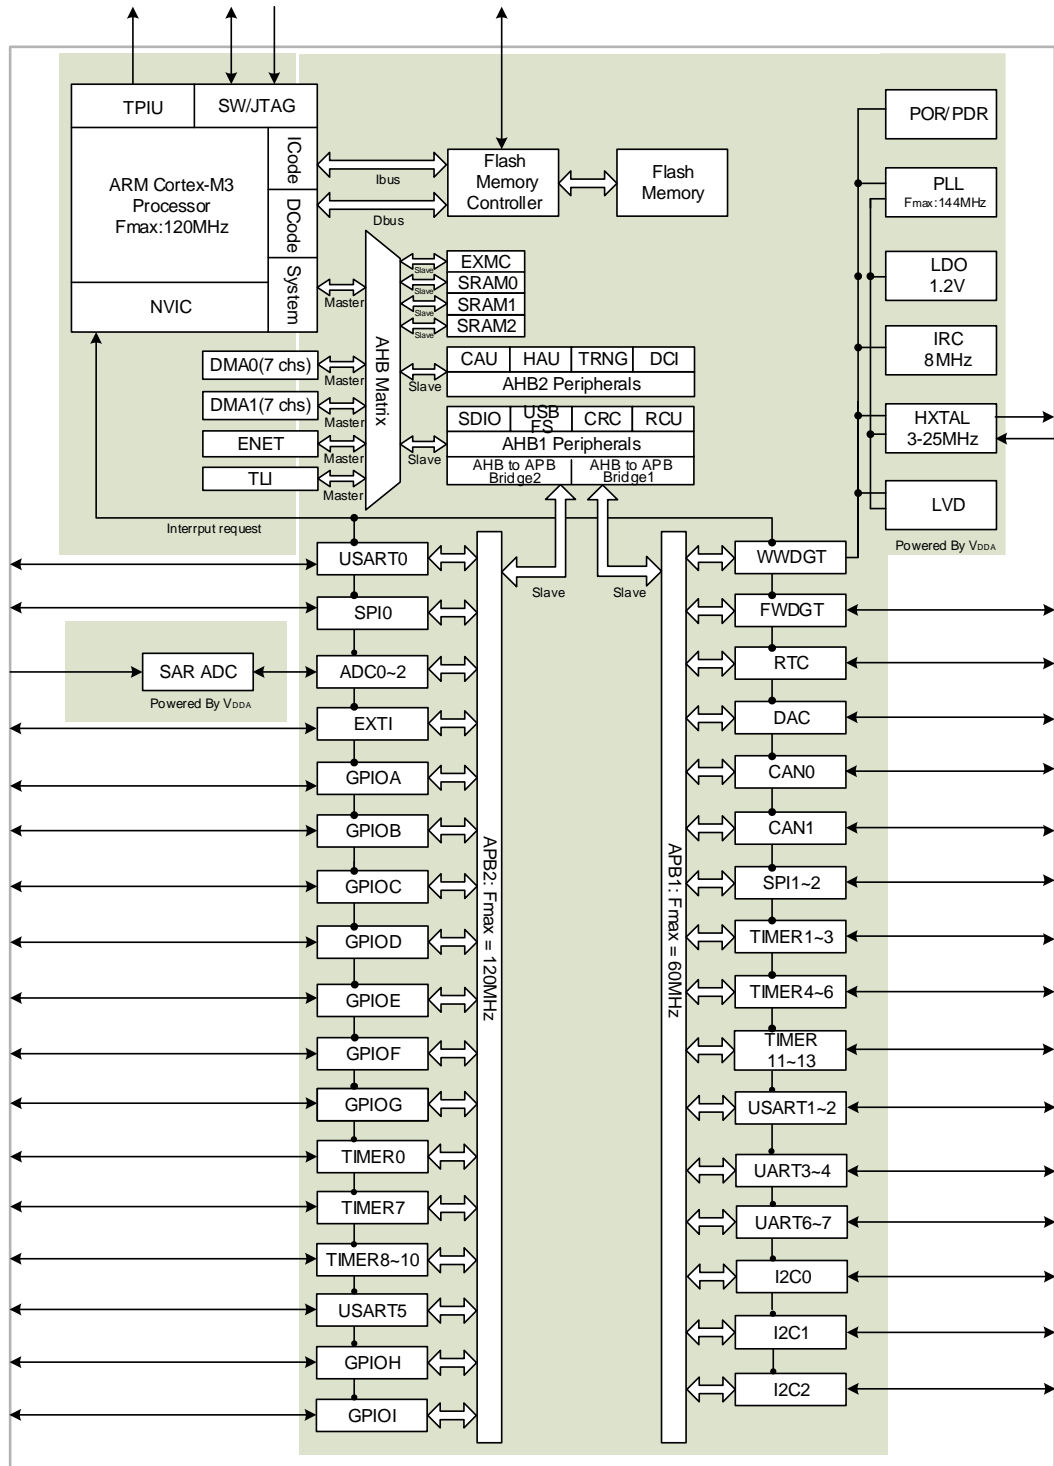 TPIU
SW/JTAG
ICode
DCode
System
ARM Cortex-M3
Processor
Fmax:120MHz
NVIC
Ibus
Dbus
Flash
Memory
Controller
Flash
Memory
POR/PDR
PLL
Fmax:144MHz
LDO
1.2V
IRC
8MHz
HXTAL
3-25MHz
LVD
Powered By VDDA
AHB Matrix
Master
Slave
EXMC
Slave
SRAM0
Slave
SRAM1
Slave
SRAM2
DMA0(7 chs)
Master
DMA1(7 chs)
Master
ENET
Master
TLI
Master
Slave
CAU
HAU
TRNG
DCI
AHB2 Peripherals
Slave
SDIO
USB
FS
CRC
RCU
AHB1 Peripherals
AHB to APB
Bridge2
AHB to APB
Bridge1
Interrput request
Slave
Slave
USART0
SPI0
SAR ADC
Powered By VDDA
ADC0~2
EXTI
GPIOA
GPIOB
GPIOC
GPIOD
GPIOE
GPIOF
GPIOG
TIMER0
TIMER7
TIMER8~10
USART5
GPIOH
GPIOI
APB2: Fmax = 120MHz
APB1: Fmax = 60MHz
WWDGT
FWDGT
RTC
DAC
CAN0
CAN1
SPI1~2
TIMER1~3
TIMER4~6
TIMER
11~13
USART1~2
UART3~4
UART6~7
I2C0
I2C1
I2C2